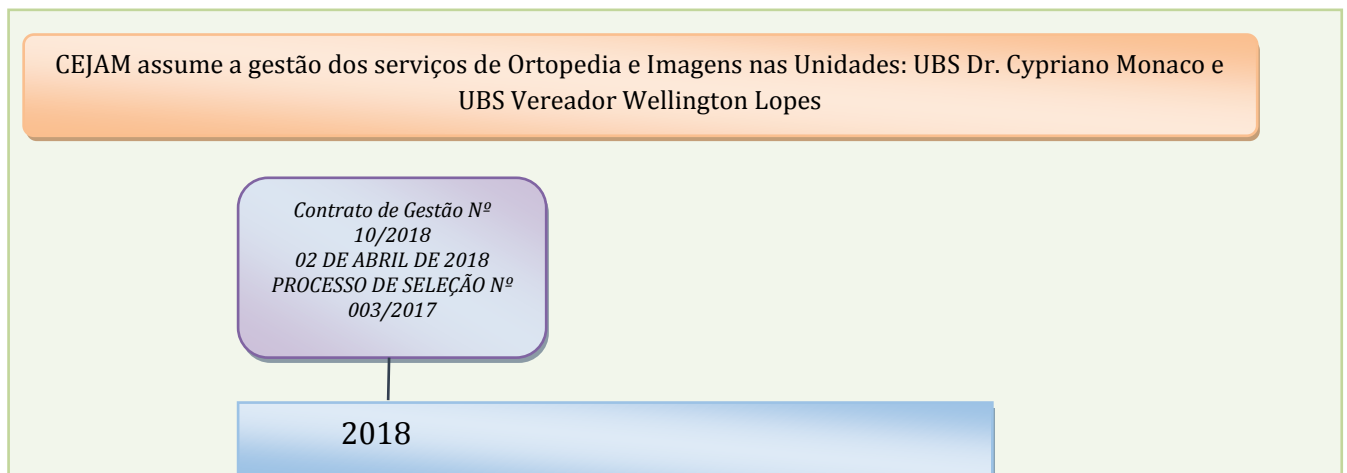 CEJAM assume a gestão dos serviços de Ortopedia e Imagens nas Unidades: UBS Dr. Cypriano Monaco e
UBS Vereador Wellington Lopes
Contrato de Gestão Nº
10/2018
02 DE ABRIL DE 2018
PROCESSO DE SELEÇÃO Nº
003/2017
2018